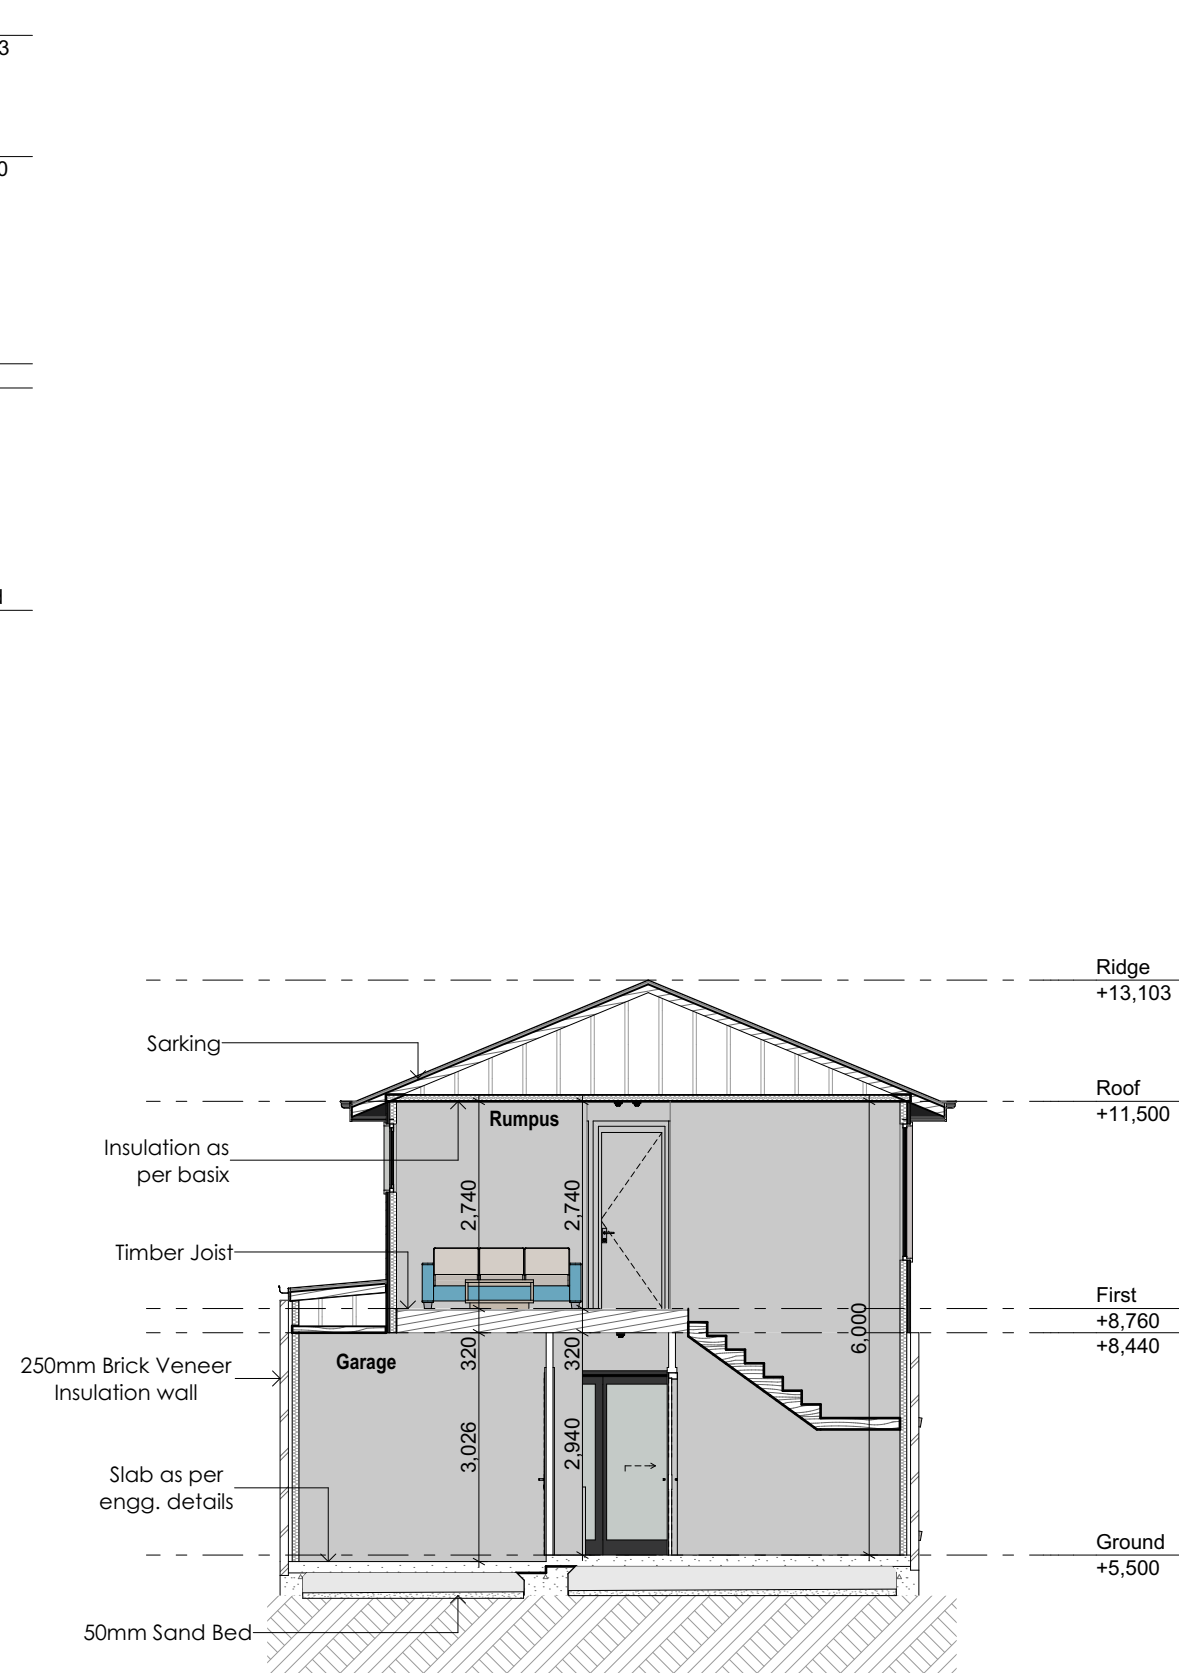 3
0
Ridge
+13,103
Sarking
Roof
+11,500
Rumpus
Insulation as
per basix
2,740
2,740
Timber Joist
First
+8,760
+8,440
6,000
320
320
Garage
250mm Brick Veneer
Insulation wall
3,026
2,940
Slab as per
engg. details
Ground
+5,500
50mm Sand Bed